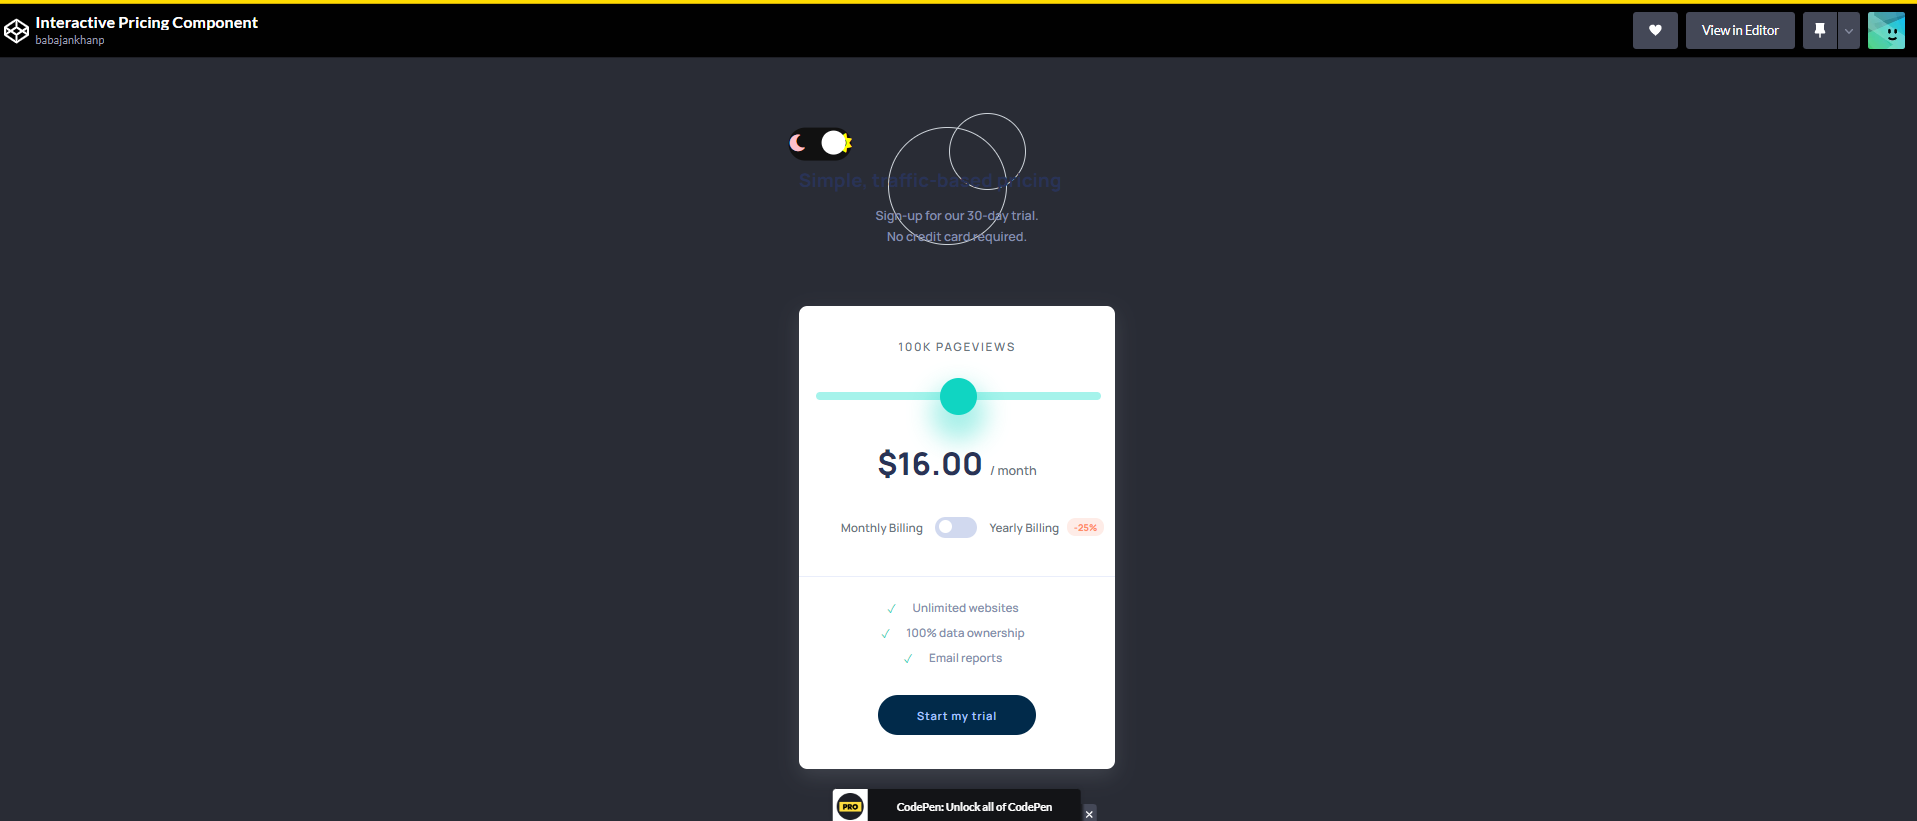 Interactive Pricing Component
babajankhanp
View in Editor
Simple, traffic-based pricing
Sign-up for our 30-day trial.
No credit card required.
100K PAGEVIEWS
$16.00 / month
Monthly Billing Yearly Billing -25%
✓ Unlimited websites
✓ 100% data ownership
✓ Email reports
Start my trial
PRO CodePen: Unlock all of CodePen